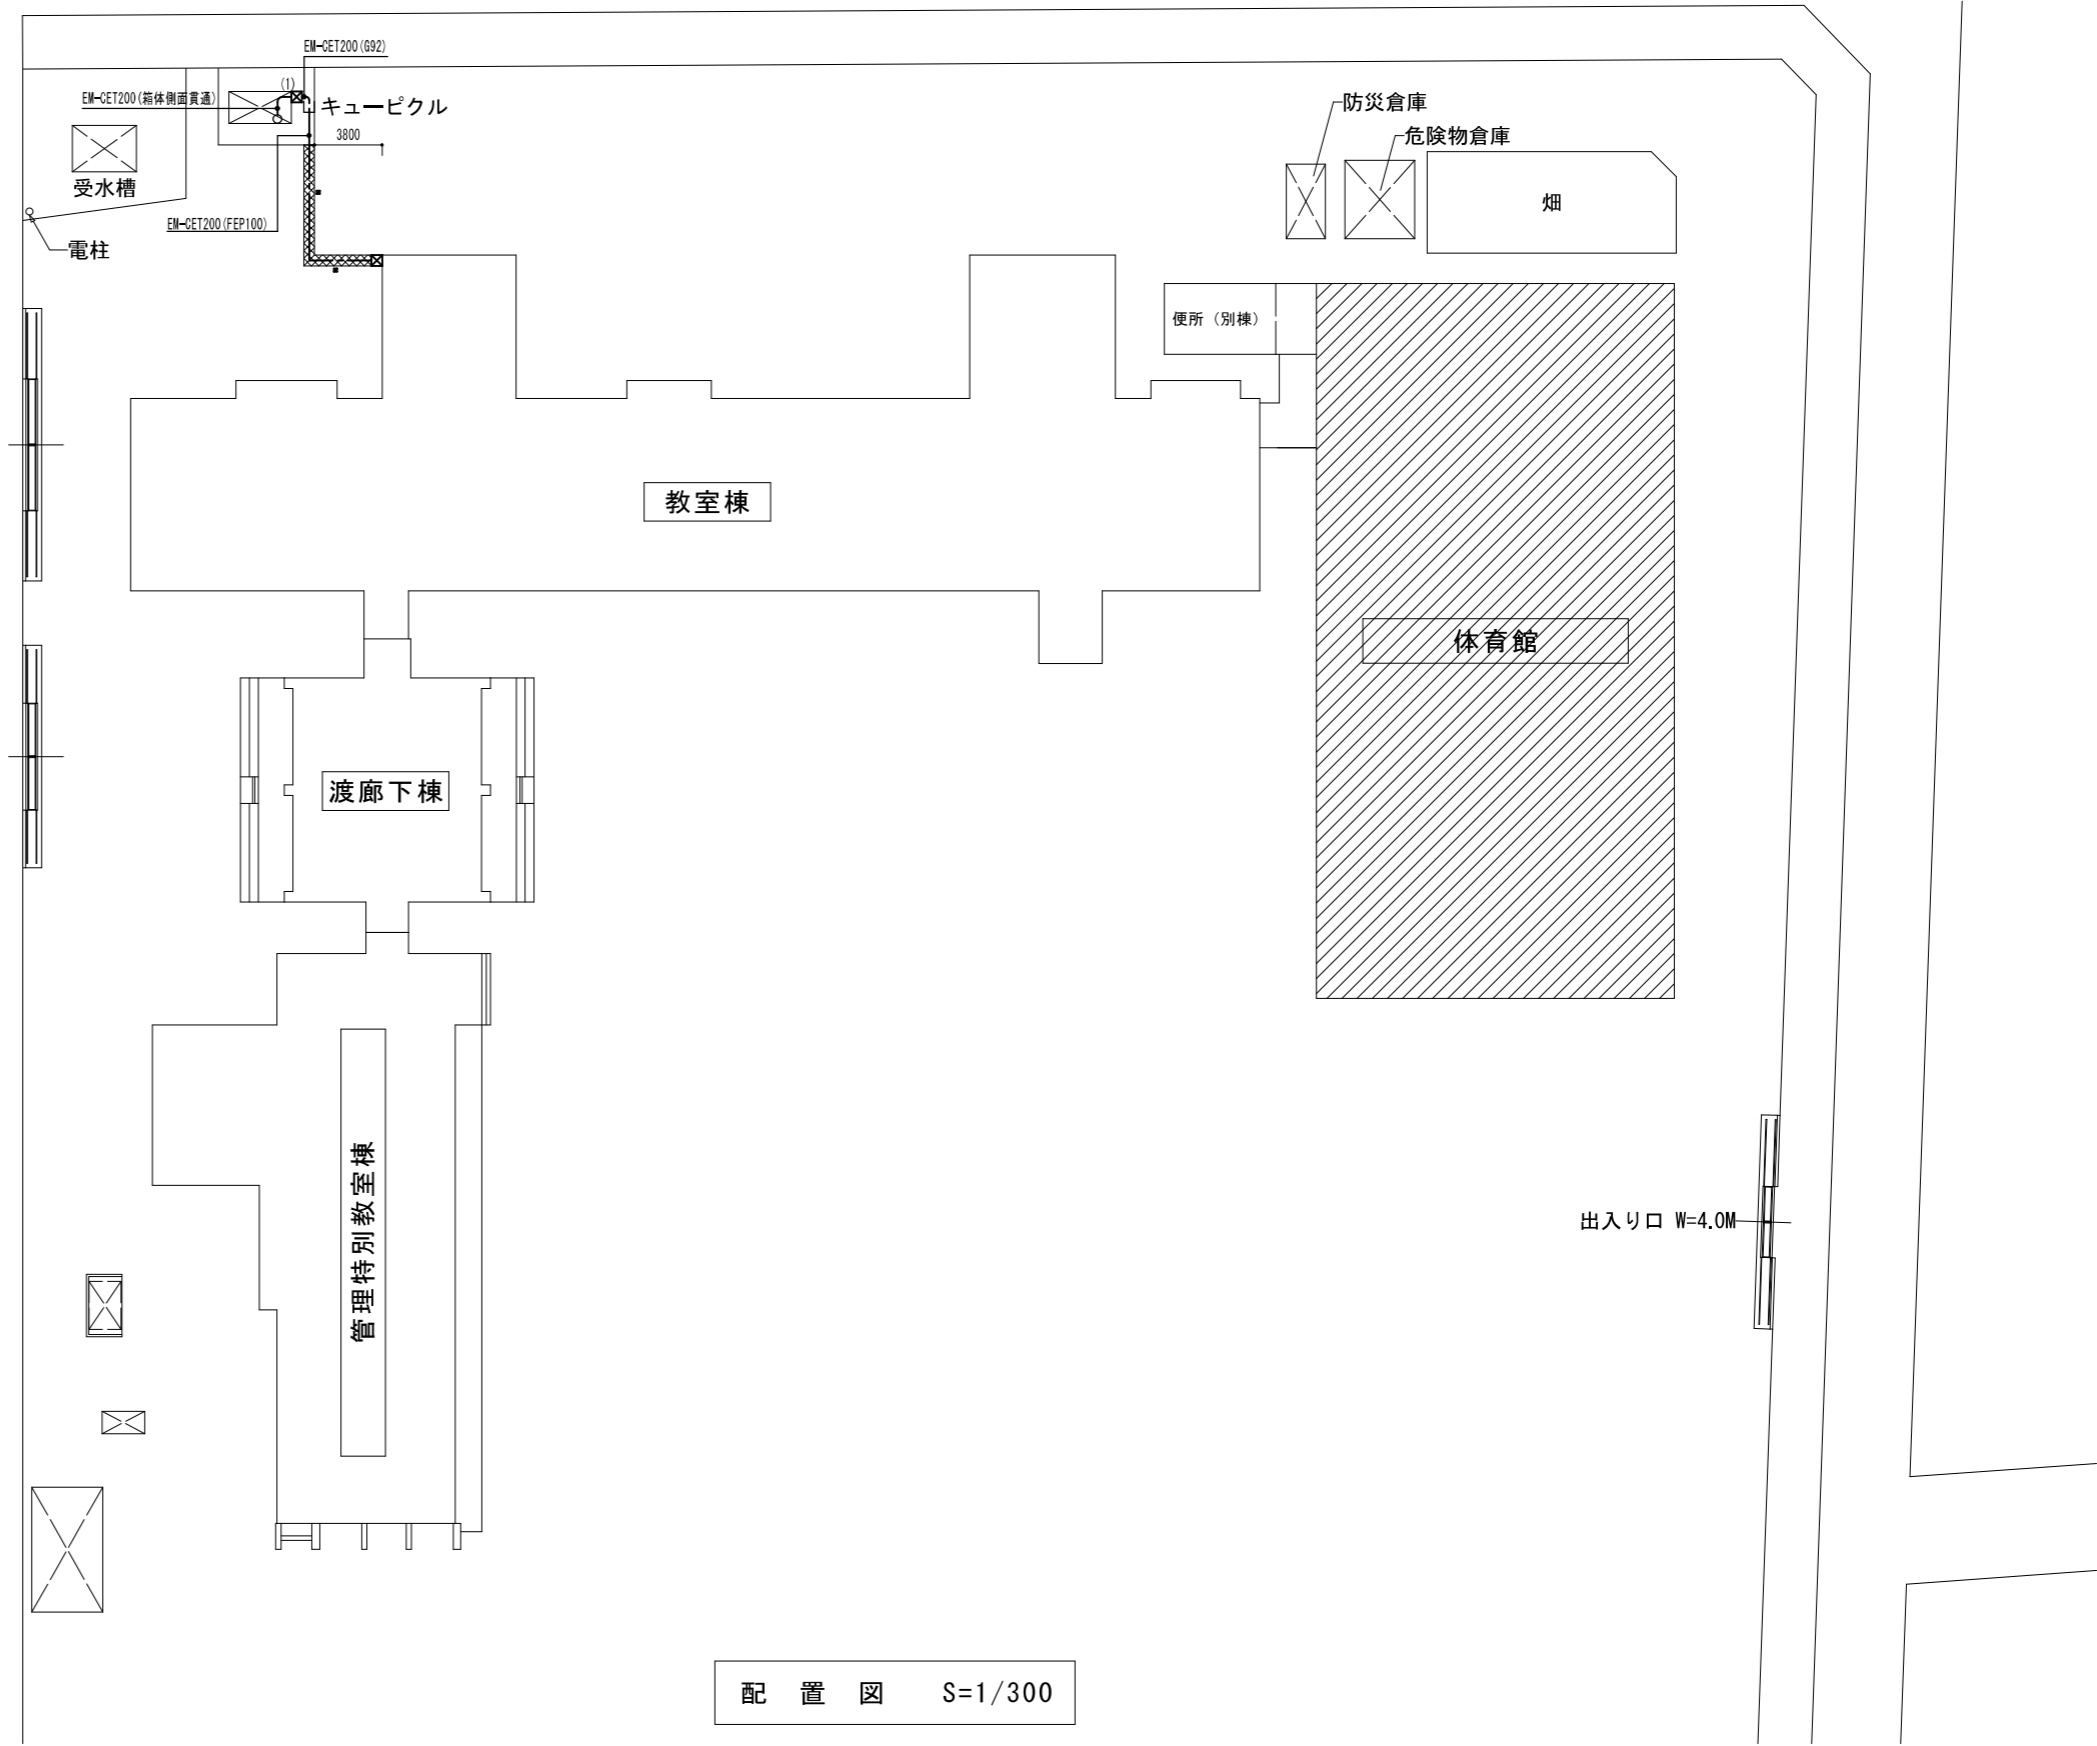 EM-CET200(G92)
(1)
EM-CET200(箱体側面貫通)
キュービクル
3800
受水槽
EM-CET200(FEP100)
電柱
防災倉庫
危険物倉庫
畑
便所（別棟）
教室棟
体育館
渡廊下棟
管理特別教室棟
出入り口 W=4.0M
配 置 図 S=1/300